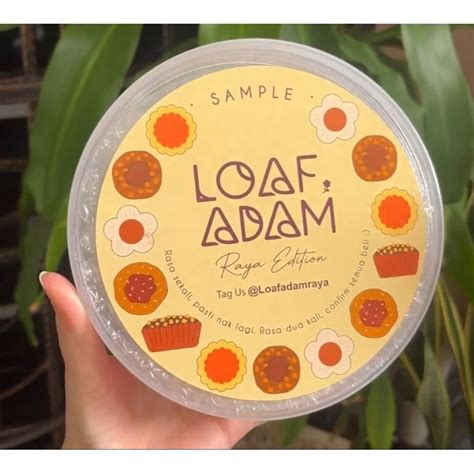 · SAMPLE ·
LOAF,
ADAM
Raya Edition
Tag Us @Loafadamraya
Rasa sekali, pasti nak lagi. Rasa dua kali, confirm semua beli :)